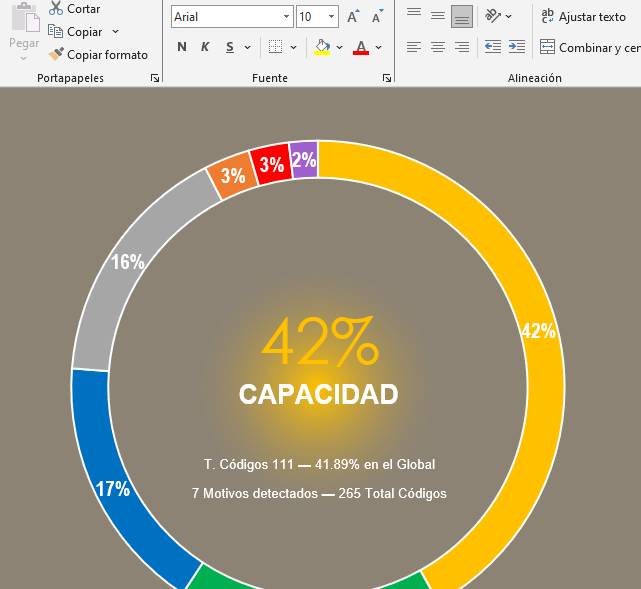 Cortar
Arial
10
A A
ab
c
Ajustar texto
Pegar
Copiar
Copiar formato
N K S
A
Combinar y cen
Portapapeles
Fuente
Alineación
2%
3%
3%
16%
42%
42%
CAPACIDAD
T. Códigos 111 — 41.89% en el Global
17%
7 Motivos detectados — 265 Total Códigos